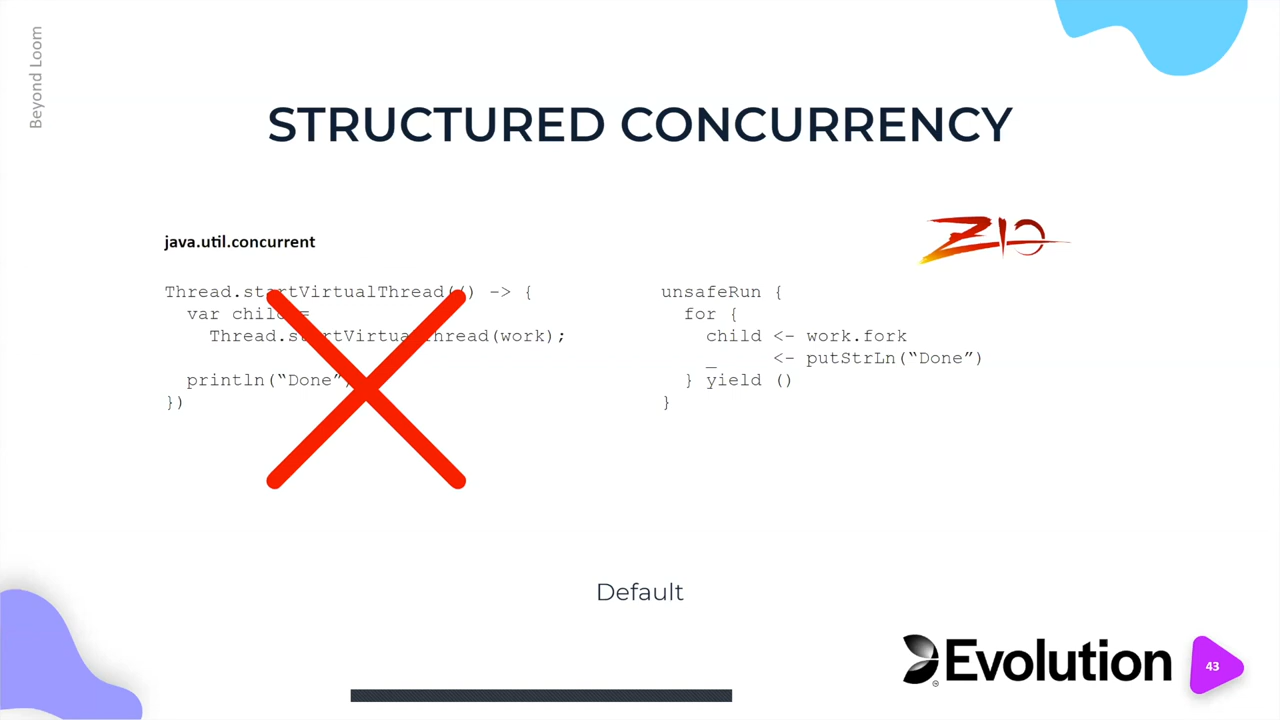 Beyond Loom
STRUCTURED CONCURRENCY
java.util.concurrent
Thread.startVirtualThread(() -> {
var child =
Thread.startVirtualThread(work);
println(“Done”)
})
ZIO
unsafeRun {
for {
child <- work.fork
_ <- putStrLn(“Done”)
} yield ()
}
Default
Evolution
43